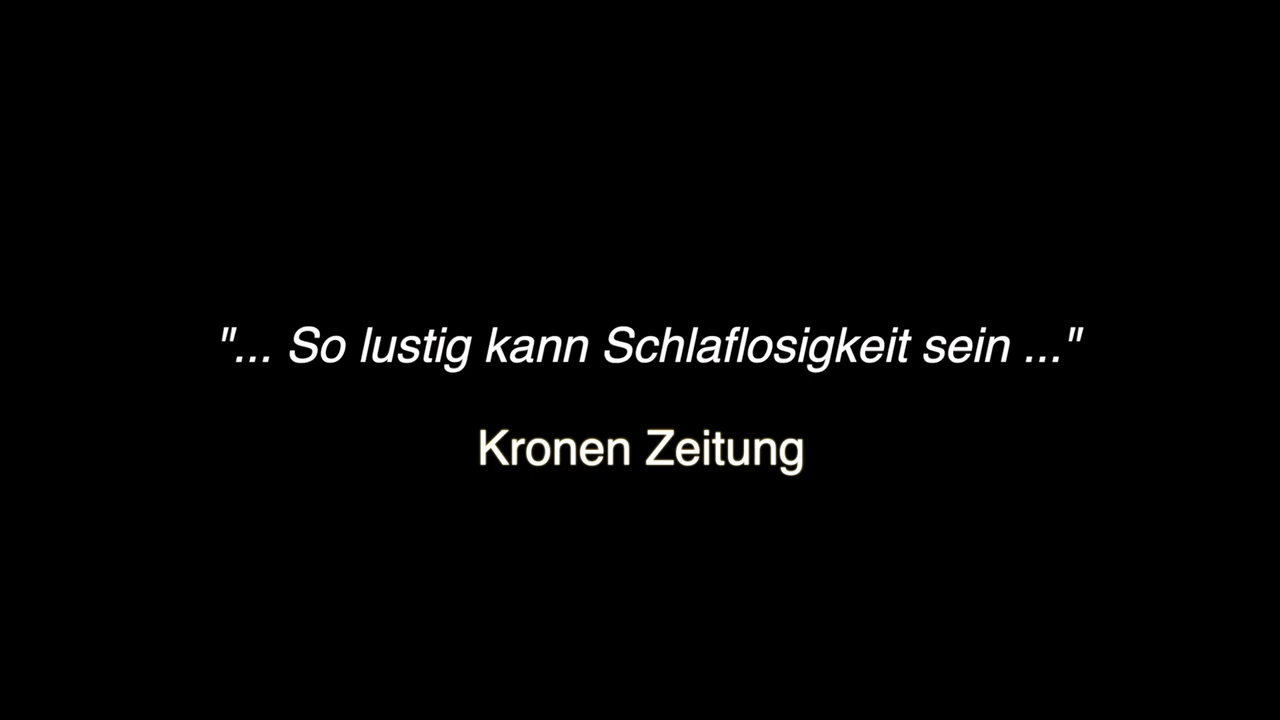 "... So lustig kann Schlaflosigkeit sein ..."
Kronen Zeitung